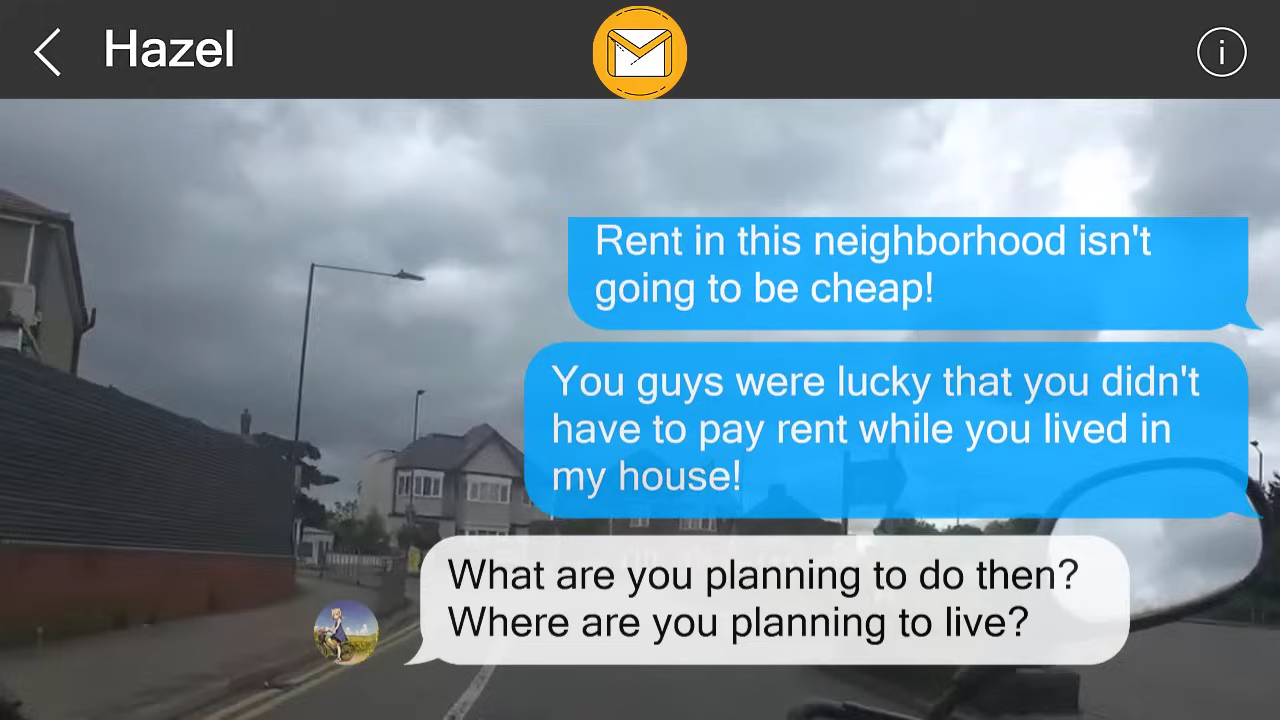 Hazel
i
Rent in this neighborhood isn't
going to be cheap!
You guys were lucky that you didn't
have to pay rent while you lived in
my house!
What are you planning to do then?
Where are you planning to live?